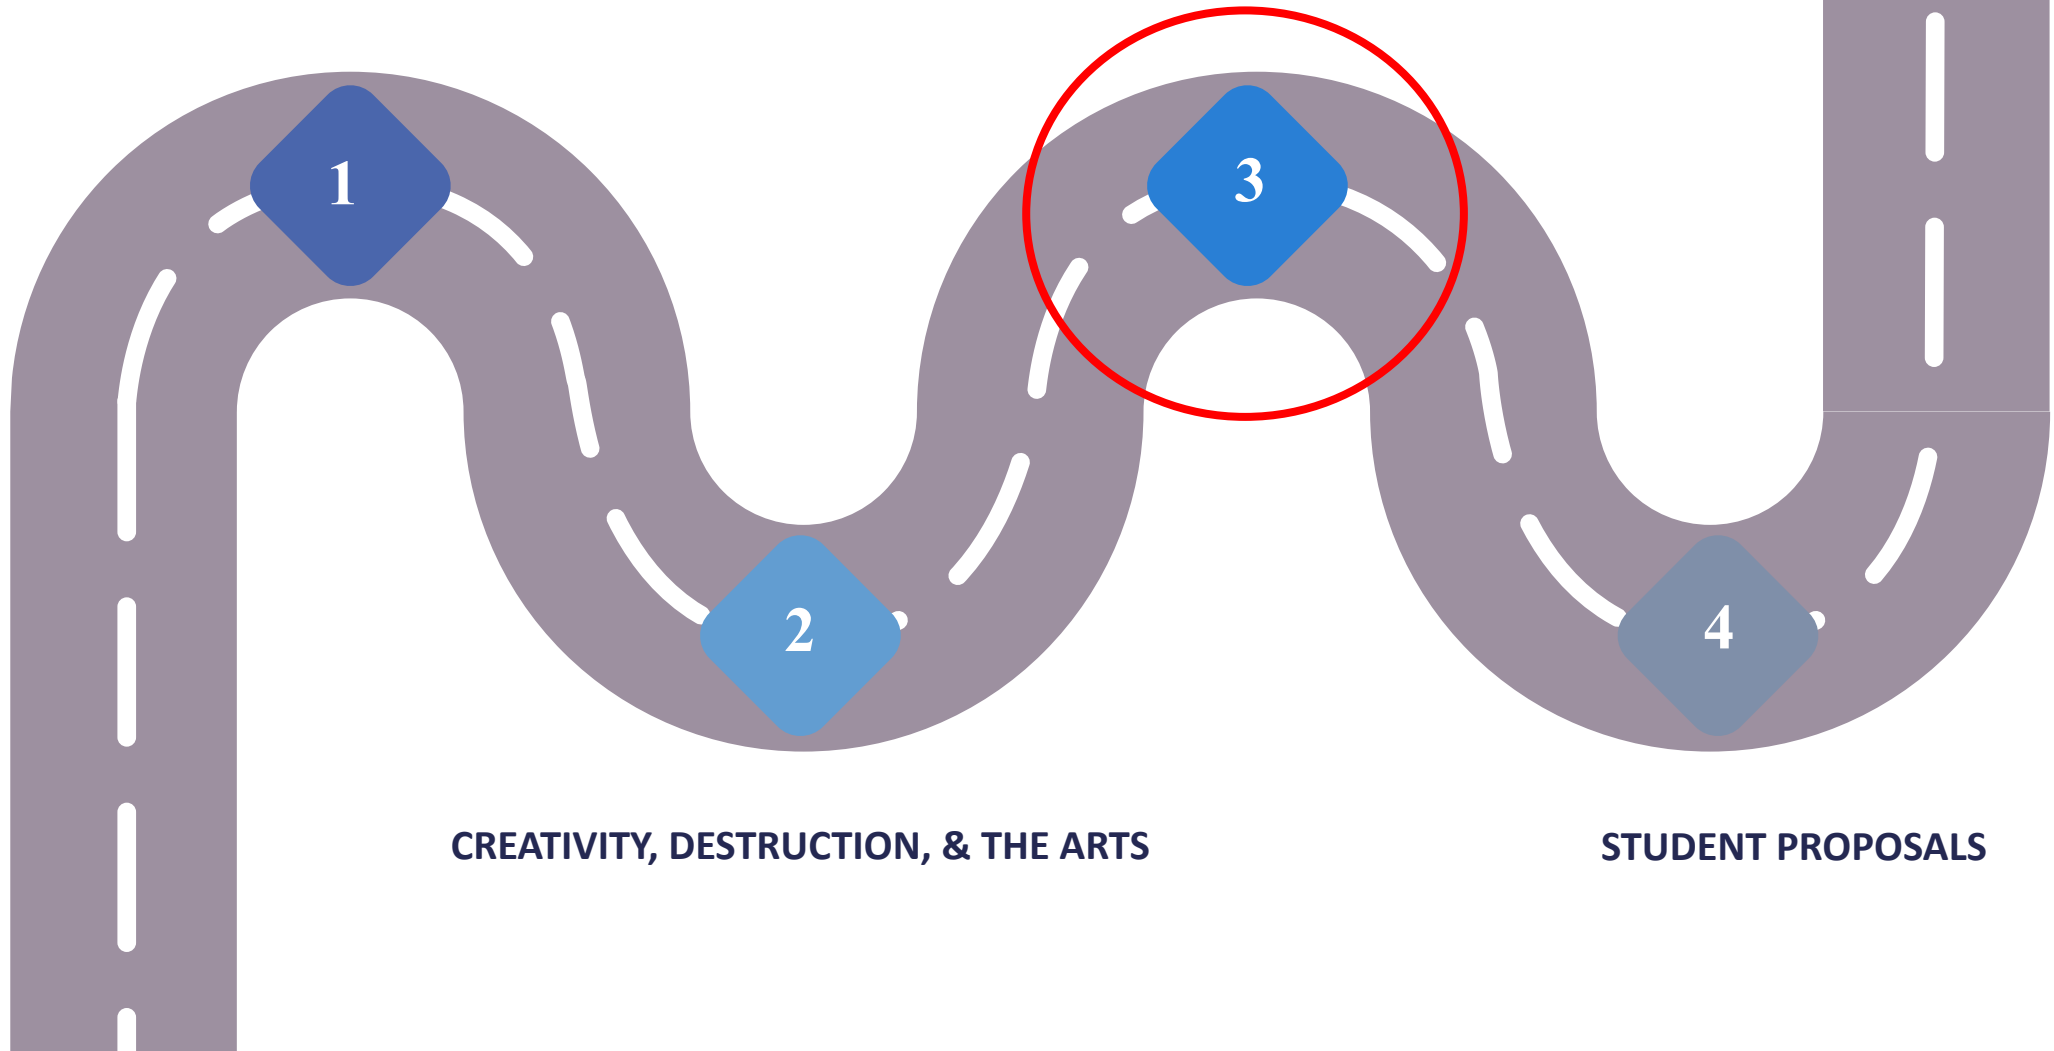 1
3
2
4
CREATIVITY, DESTRUCTION, & THE ARTS
STUDENT PROPOSALS